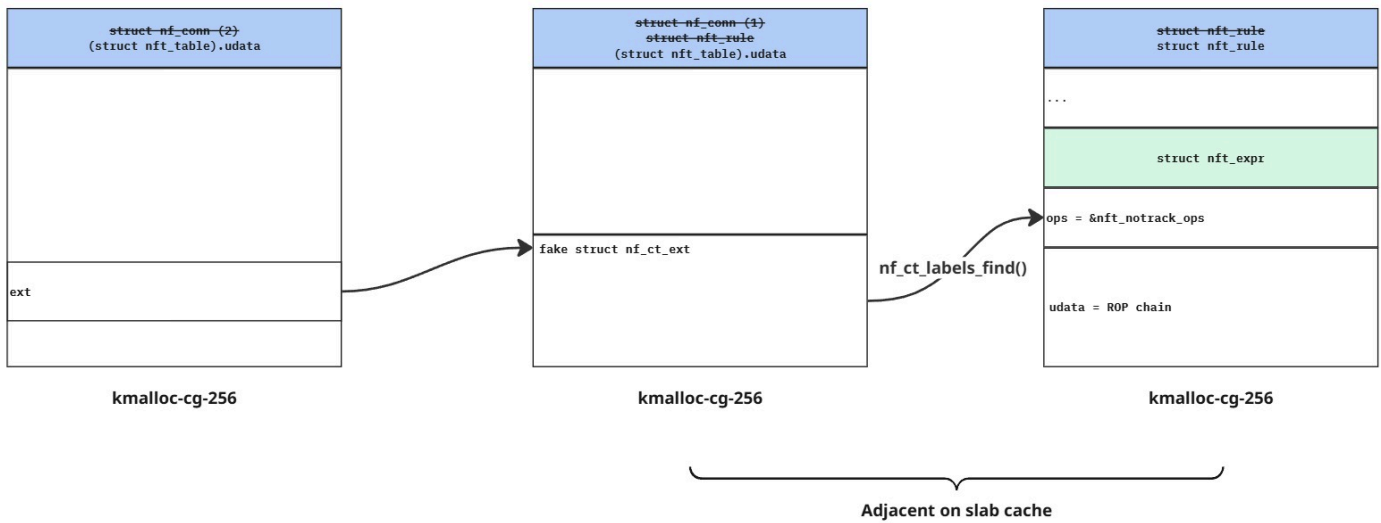 struct nf_conn (2)
(struct nft_table).udata
ext
kmalloc-cg-256
struct nf_conn (1)
struct nft_rule
(struct nft_table).udata
fake struct nf_ct_ext
kmalloc-cg-256
nf_ct_labels_find()
struct nft_rule
struct nft_rule
...
struct nft_expr
ops = &nft_notrack_ops
udata = ROP chain
kmalloc-cg-256
Adjacent on slab cache